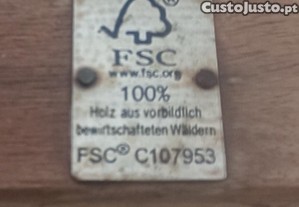 CustoJusto.pt
FSC
www.fsc.org
100%
Holz aus vorbildlich
bewirtschafteten Wäldern
FSC® C107953